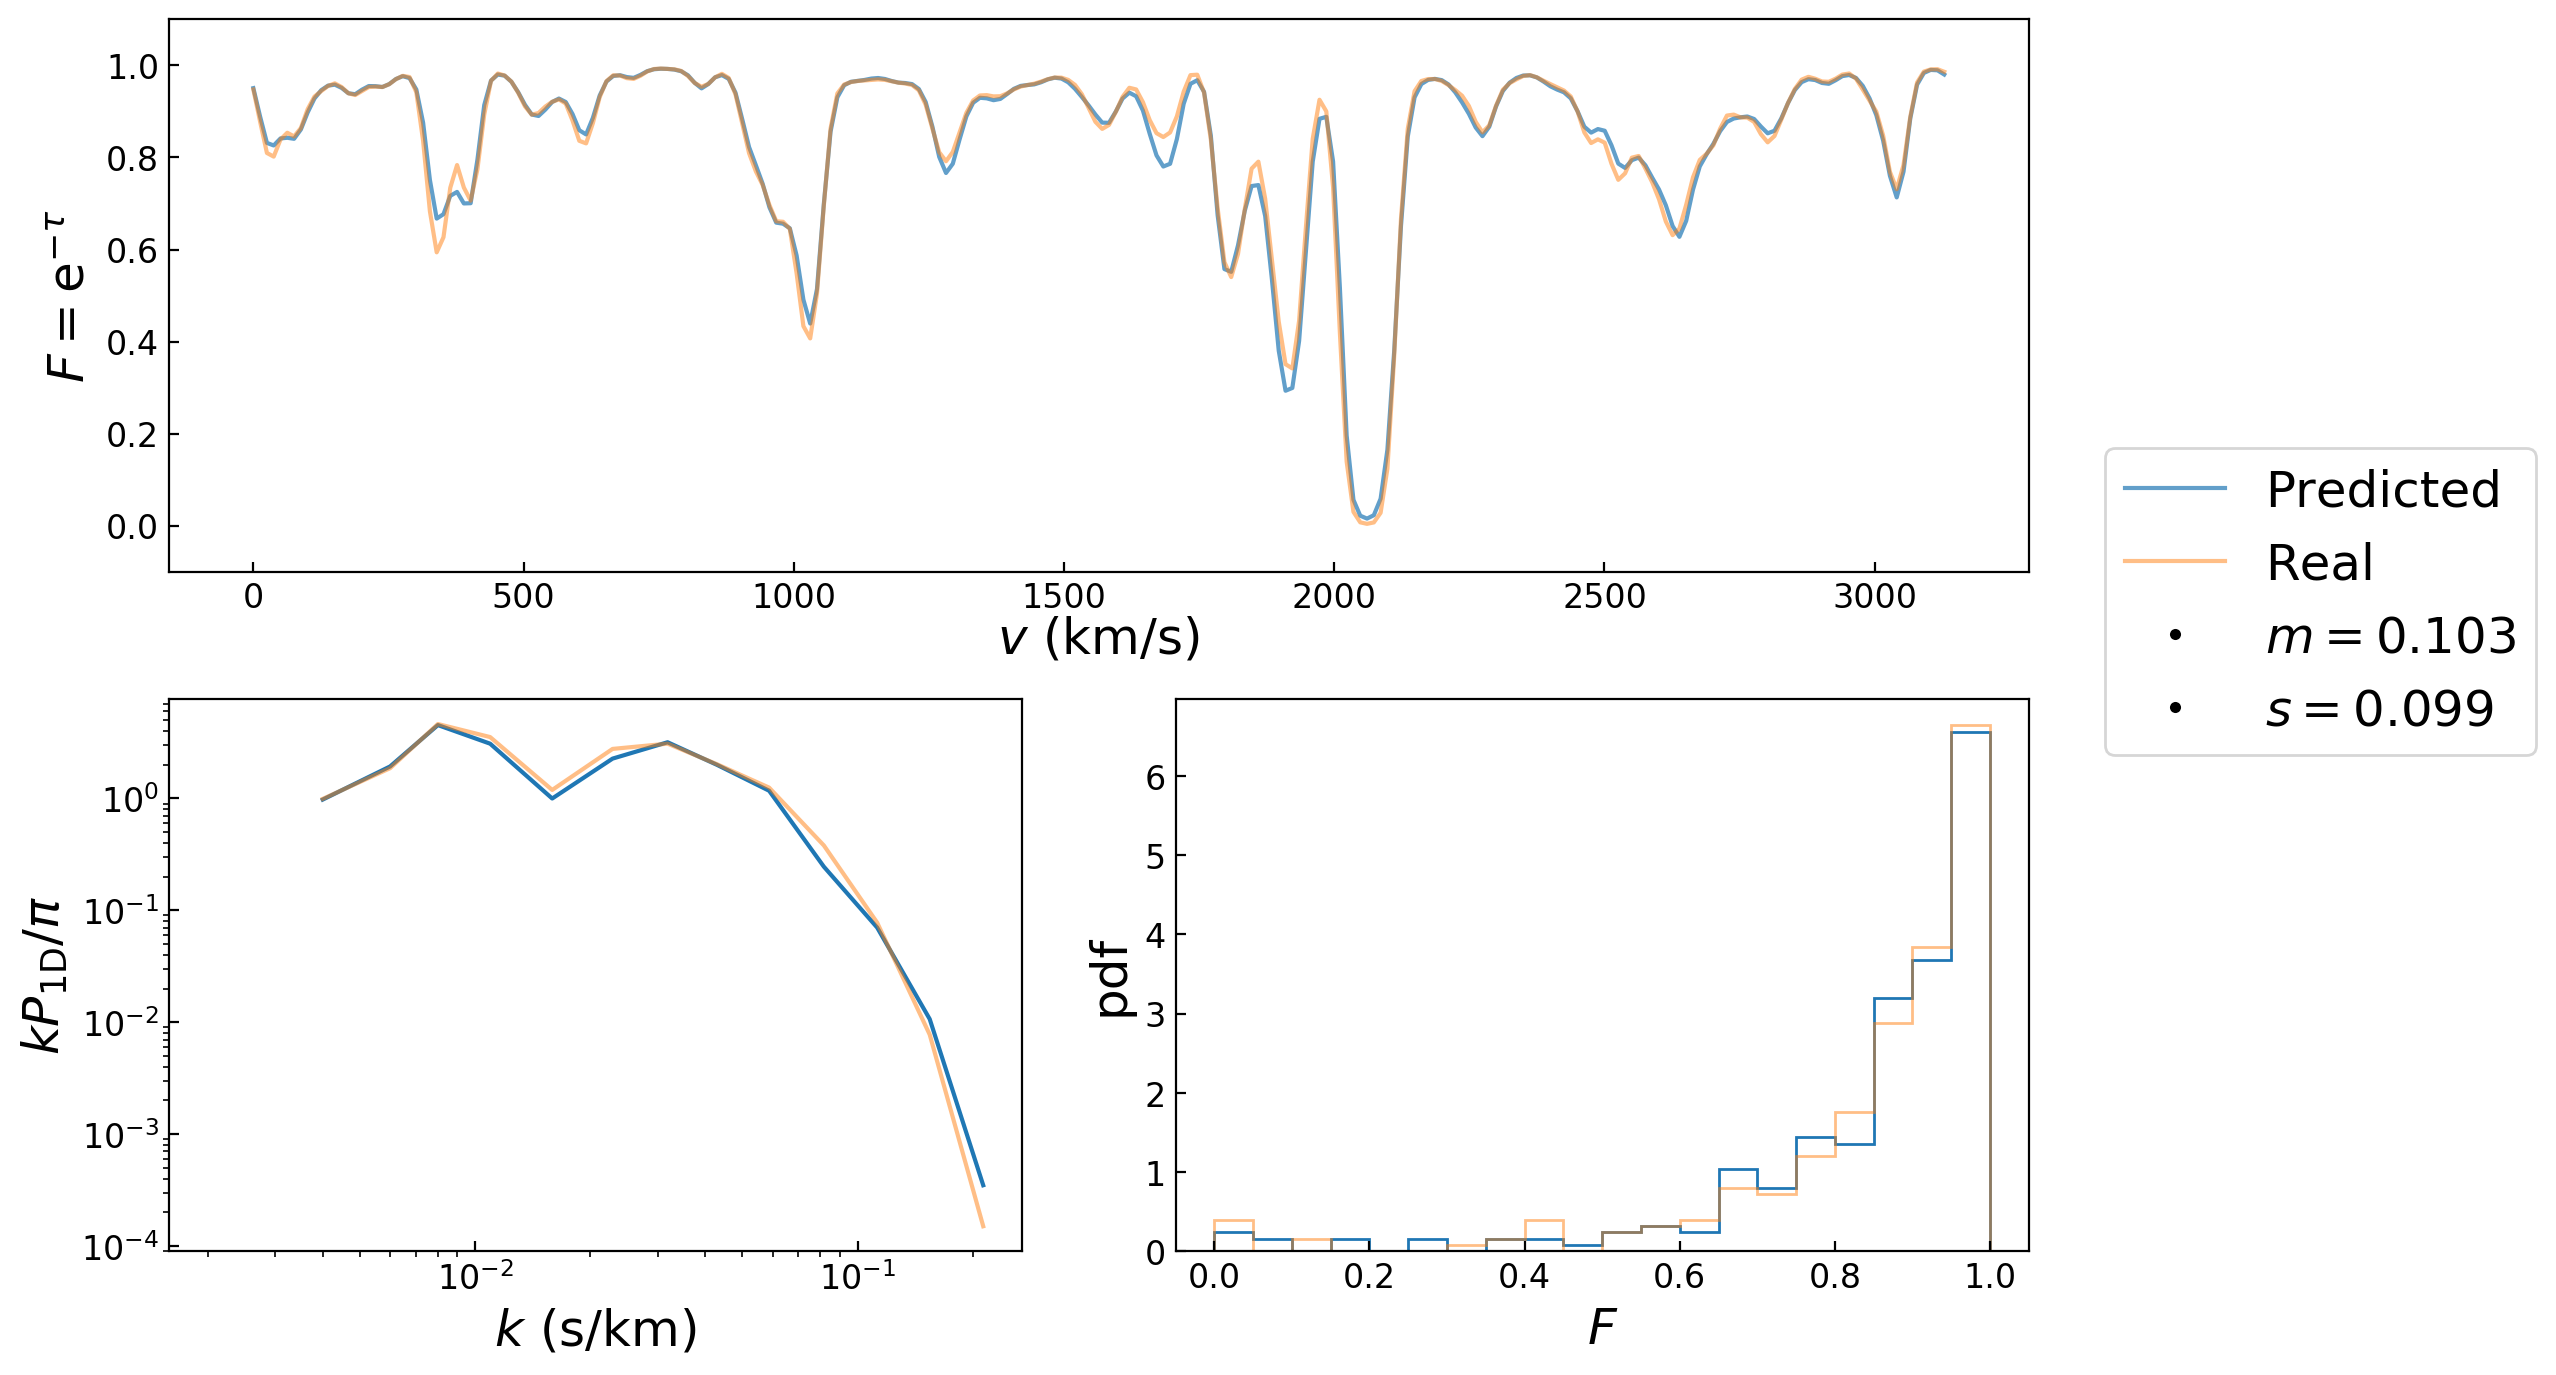 F = e^{−τ}
1.0
0.8
0.6
0.4
0.2
0.0
0 500 1000 1500 2000 2500 3000
v (km/s)
Predicted
Real
m = 0.103
s = 0.099
kP_{1D}/π
10^0
10^{−1}
10^{−2}
10^{−3}
10^{−4}
10^{−2} 10^{−1}
k (s/km)
pdf
6
5
4
3
2
1
0
0.0 0.2 0.4 0.6 0.8 1.0
F